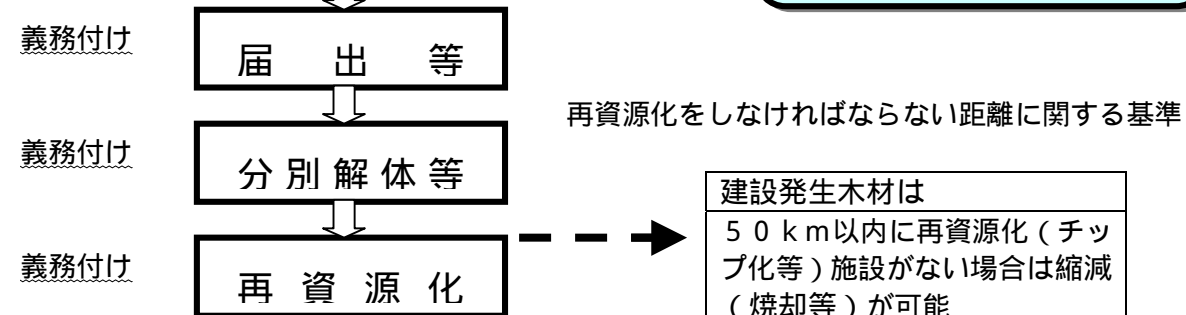 義務付け
届出等
再資源化をしなければならない距離に関する基準
義務付け
分別解体等
建設発生木材は
50km以内に再資源化(チッ
プ化等)施設がない場合は縮減
(焼却等)が可能
義務付け
再資源化